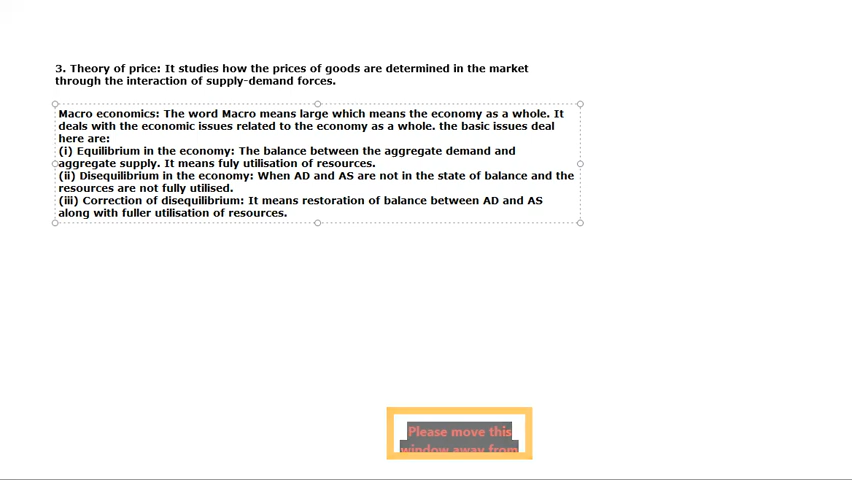 3. Theory of price: It studies how the prices of goods are determined in the market
through the interaction of supply-demand forces.
Macro economics: The word Macro means large which means the economy as a whole. It
deals with the economic issues related to the economy as a whole. the basic issues deal
here are:
(i) Equilibrium in the economy: The balance between the aggregate demand and
aggregate supply. It means fuly utilisation of resources.
(ii) Disequilibrium in the economy: When AD and AS are not in the state of balance and the
resources are not fully utilised.
(iii) Correction of disequilibrium: It means restoration of balance between AD and AS
along with fuller utilisation of resources.
Please move this
window away from